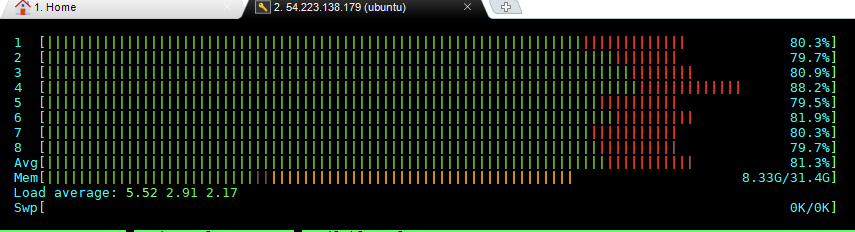 1. Home
2. 54.223.138.179 (ubuntu)
1 [ 80.3%]
2 [ 79.7%]
3 [ 80.9%]
4 [ 88.2%]
5 [ 79.5%]
6 [ 81.9%]
7 [ 80.3%]
8 [ 79.7%]
Avg[ 81.3%]
Mem[ 8.33G/31.4G]
Load average: 5.52 2.91 2.17
Swp[ 0K/0K]